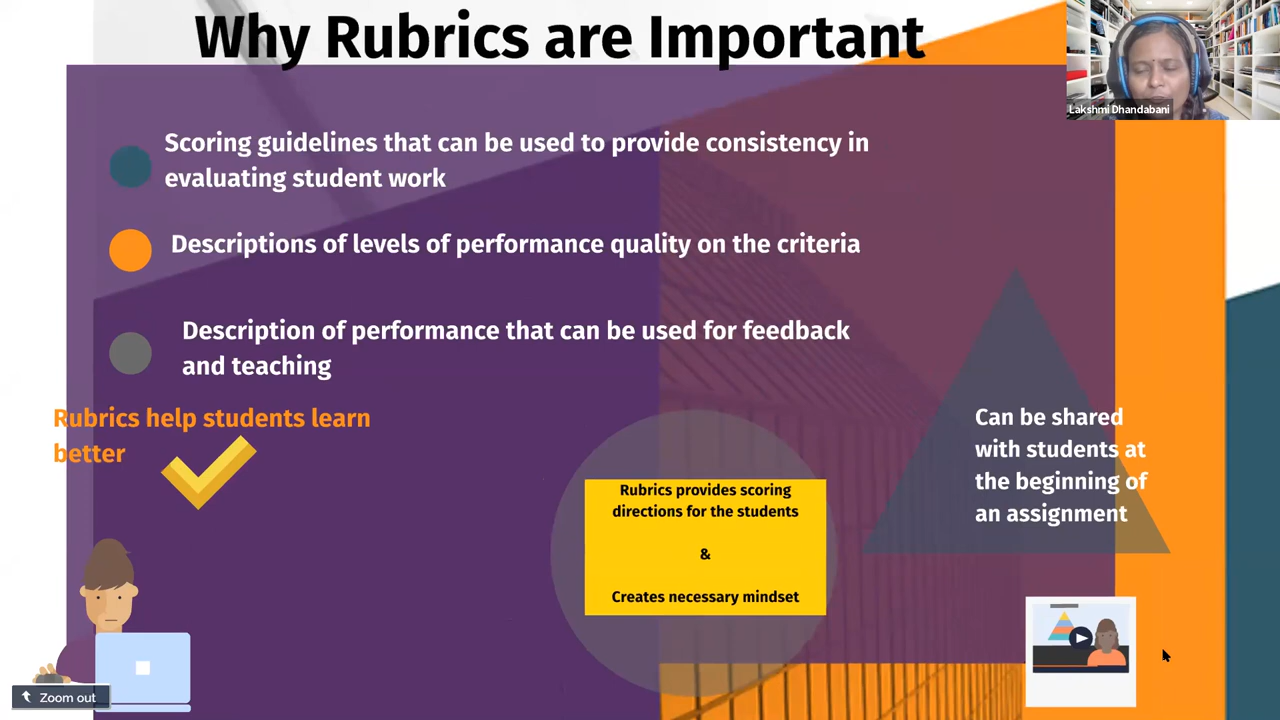 Why Rubrics are Important
Lakshmi Dhandabani
Scoring guidelines that can be used to provide consistency in
evaluating student work
Descriptions of levels of performance quality on the criteria
Description of performance that can be used for feedback
and teaching
Rubrics help students learn
better
Rubrics provides scoring
directions for the students
&
Creates necessary mindset
Can be shared
with students at
the beginning of
an assignment
Zoom out